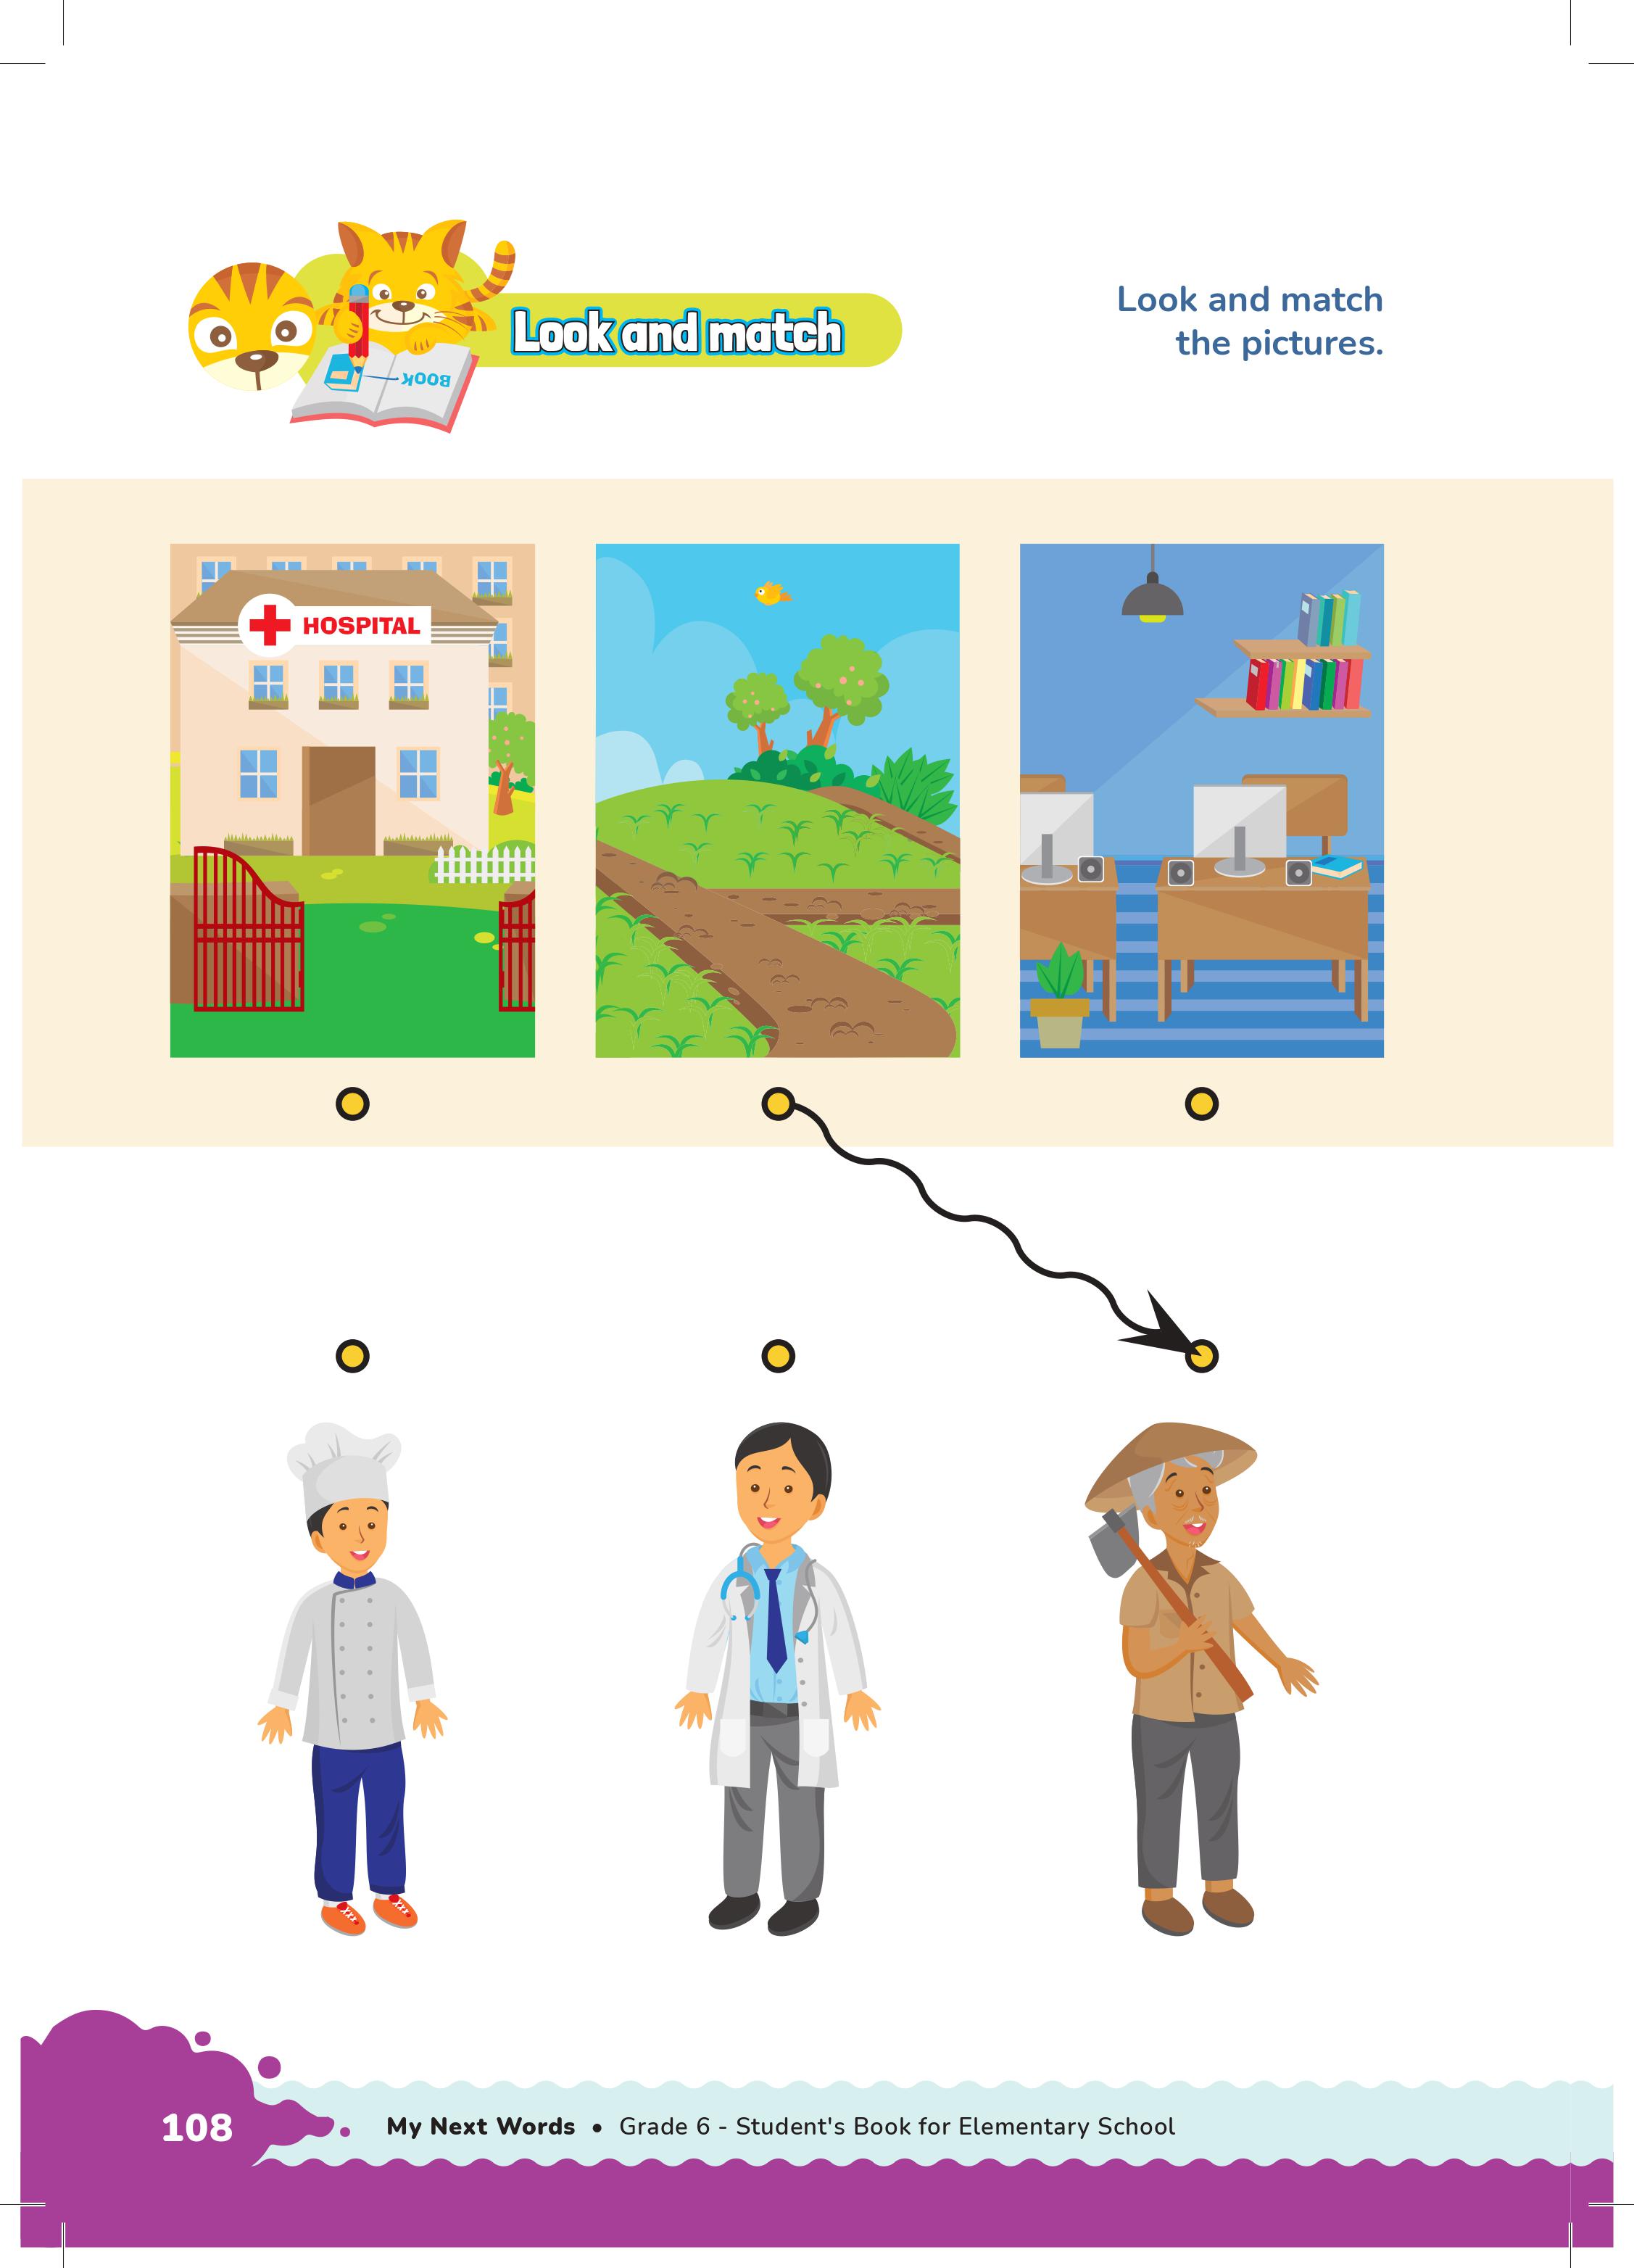 BOOK
Look and match
Look and match
the pictures.
HOSPITAL
108
My Next Words • Grade 6 - Student's Book for Elementary School